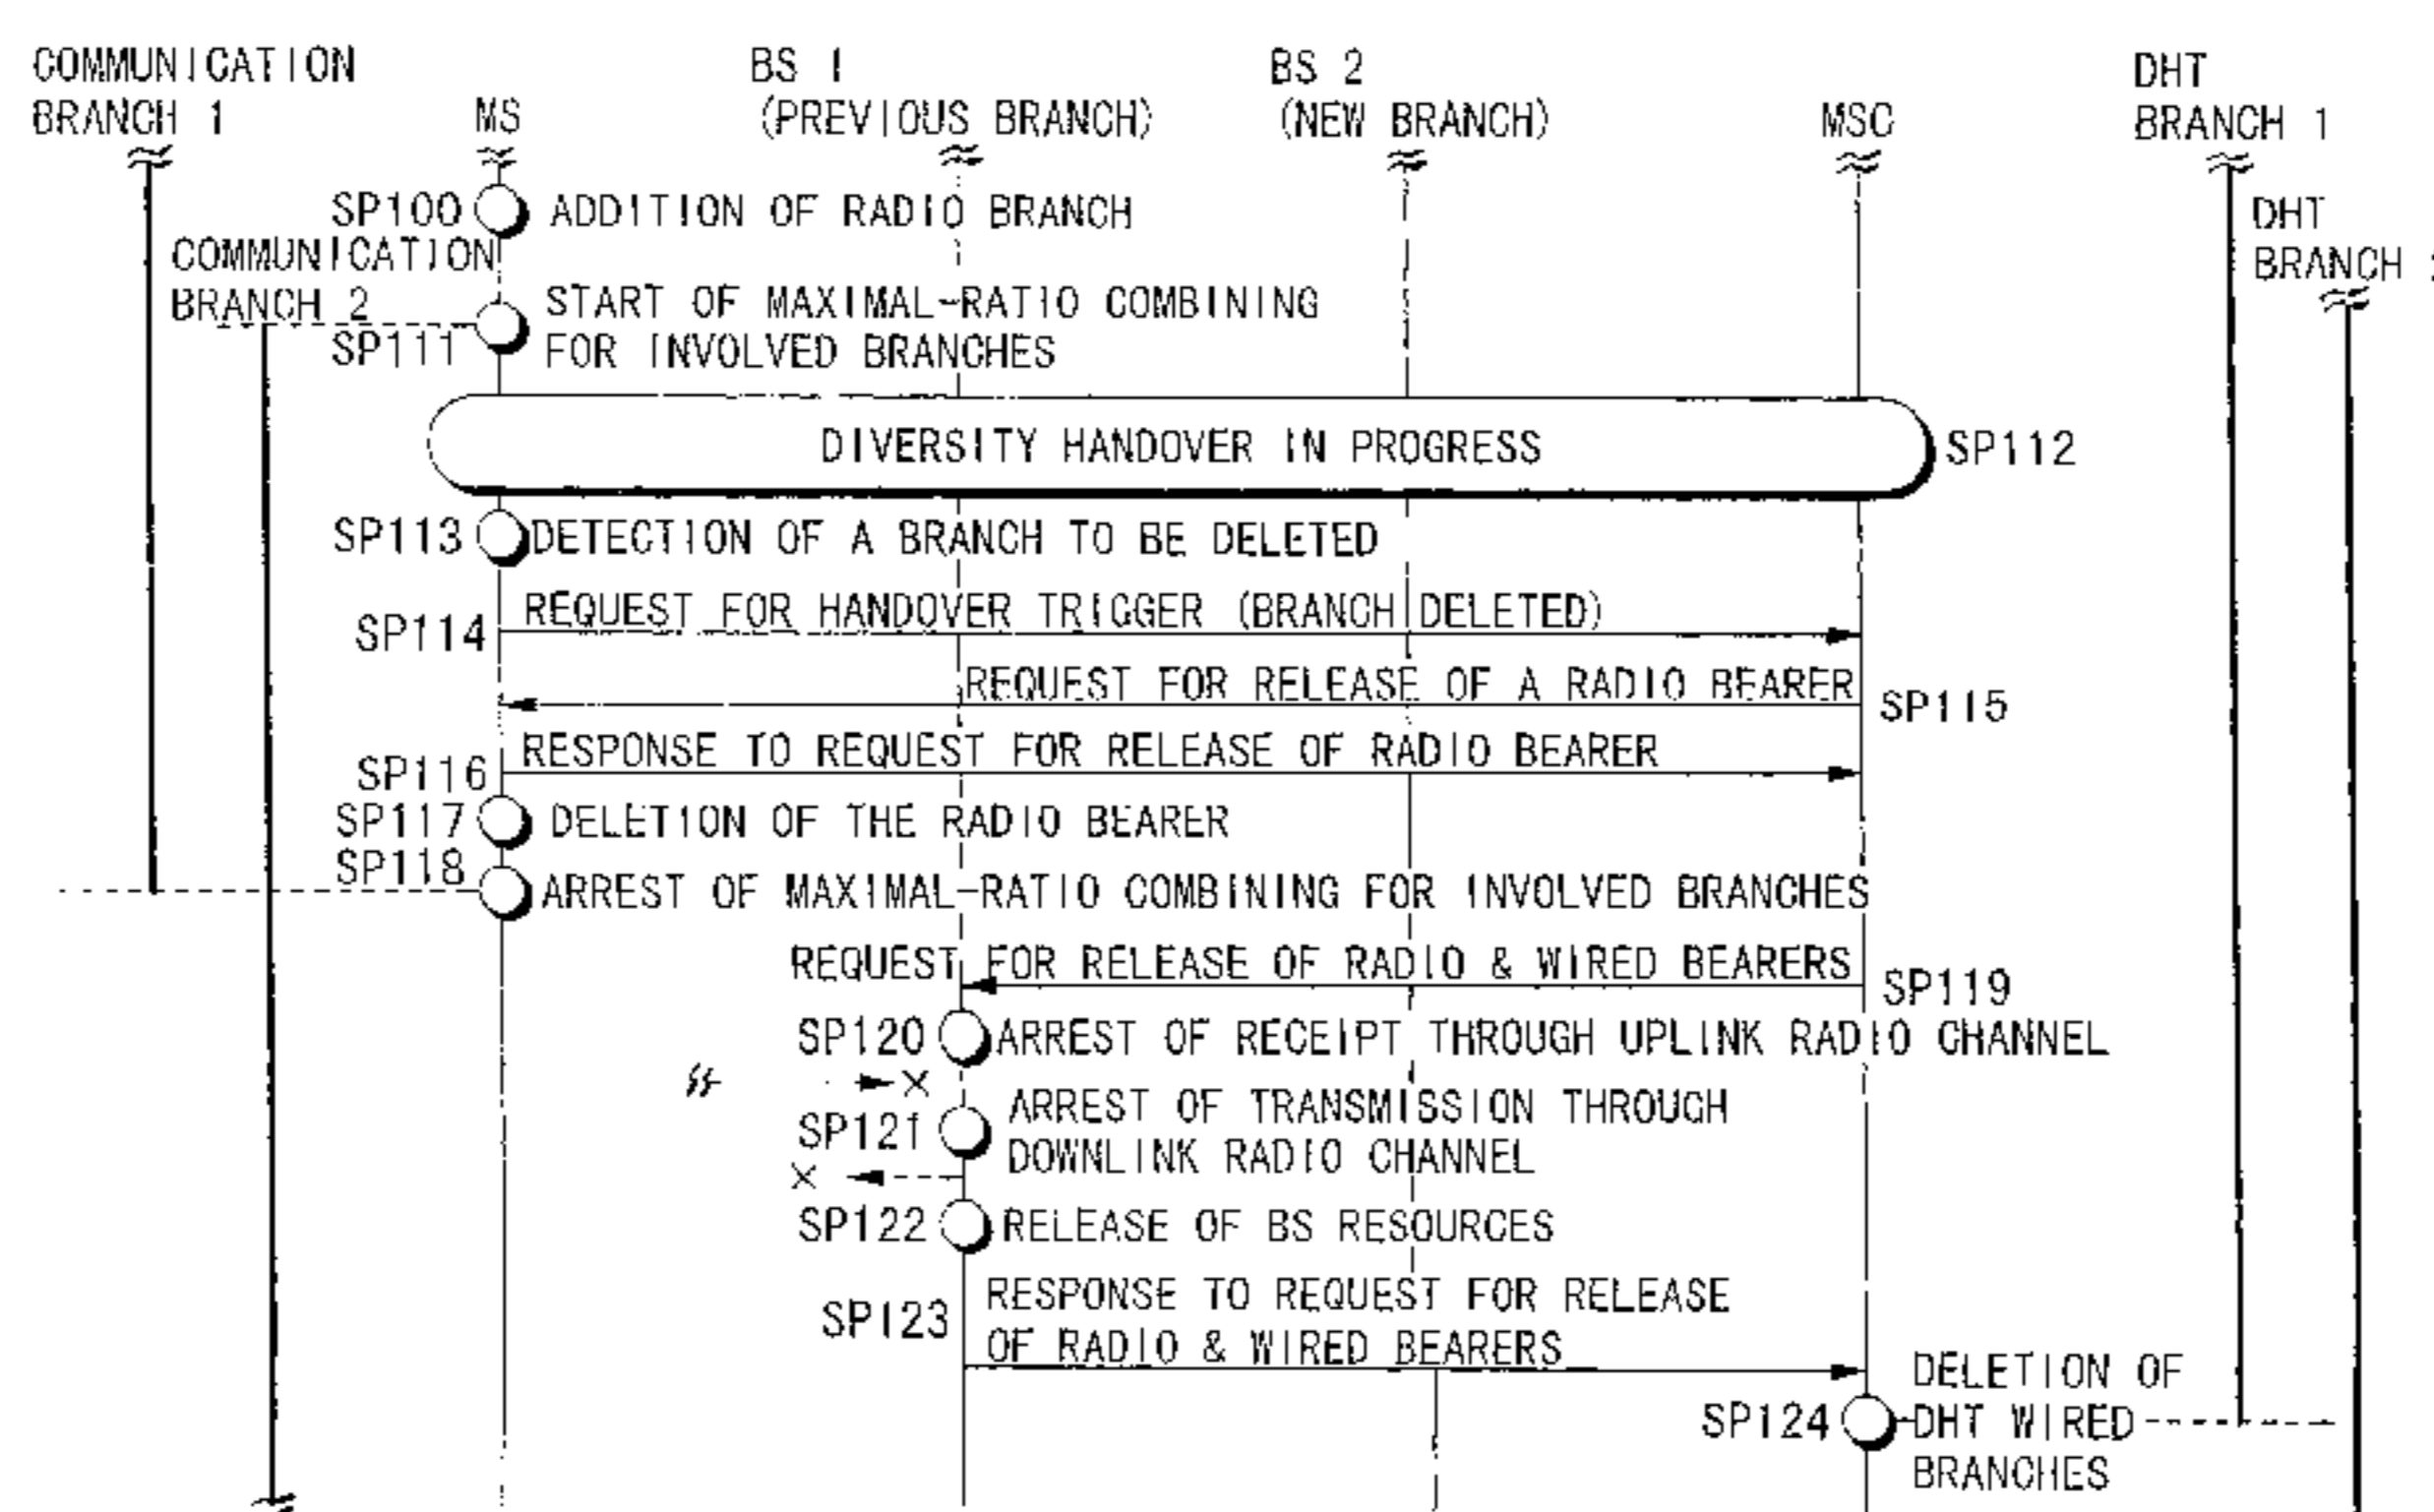 COMMUNICATION
BRANCH 1
MS
BS 1
(PREVIOUS BRANCH)
BS 2
(NEW BRANCH)
MSC
DHT
BRANCH 1
SP100 ADDITION OF RADIO BRANCH
DHT
BRANCH
COMMUNICATION
BRANCH 2
SP111 START OF MAXIMAL-RATIO COMBINING
FOR INVOLVED BRANCHES
DIVERSITY HANDOVER IN PROGRESS SP112
SP113 DETECTION OF A BRANCH TO BE DELETED
SP114 REQUEST FOR HANDOVER TRIGGER (BRANCH DELETED)
REQUEST FOR RELEASE OF A RADIO BEARER SP115
SP116 RESPONSE TO REQUEST FOR RELEASE OF RADIO BEARER
SP117 DELETION OF THE RADIO BEARER
SP118 ARREST OF MAXIMAL-RATIO COMBINING FOR INVOLVED BRANCHES
REQUEST FOR RELEASE OF RADIO & WIRED BEARERS SP119
SP120 ARREST OF RECEIPT THROUGH UPLINK RADIO CHANNEL
SP121 ARREST OF TRANSMISSION THROUGH
DOWNLINK RADIO CHANNEL
SP122 RELEASE OF BS RESOURCES
SP123 RESPONSE TO REQUEST FOR RELEASE
OF RADIO & WIRED BEARERS
SP124 DELETION OF
DHT WIRED
BRANCHES